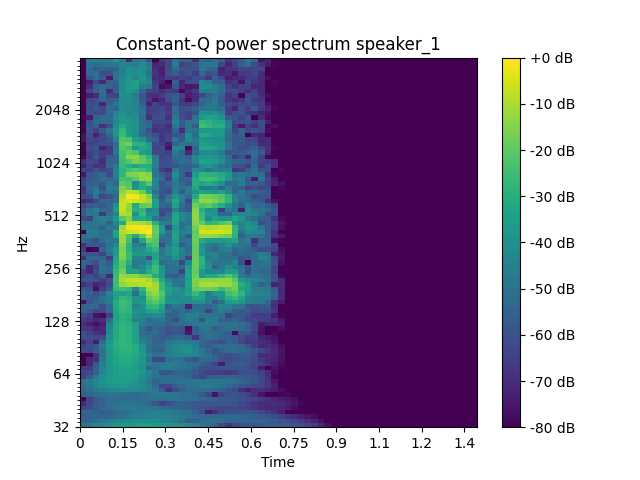 Constant-Q power spectrum speaker_1
Hz
2048
1024
512
256
128
64
32
0 0.15 0.3 0.45 0.6 0.75 0.9 1.1 1.2 1.4
Time
+0 dB
-10 dB
-20 dB
-30 dB
-40 dB
-50 dB
-60 dB
-70 dB
-80 dB